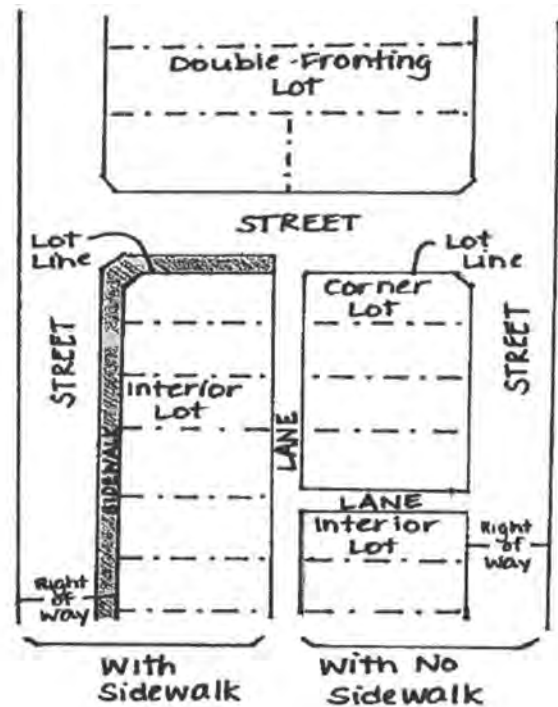 Double-Fronting
Lot
STREET
Lot
Line
Lot
Line
Corner
Lot
STREET
STREET
Interior
Lot
LANE
SIDEWALK
LANE
Interior
Lot
Right
of
Way
Right
of
Way
With
Sidewalk
With No
Sidewalk